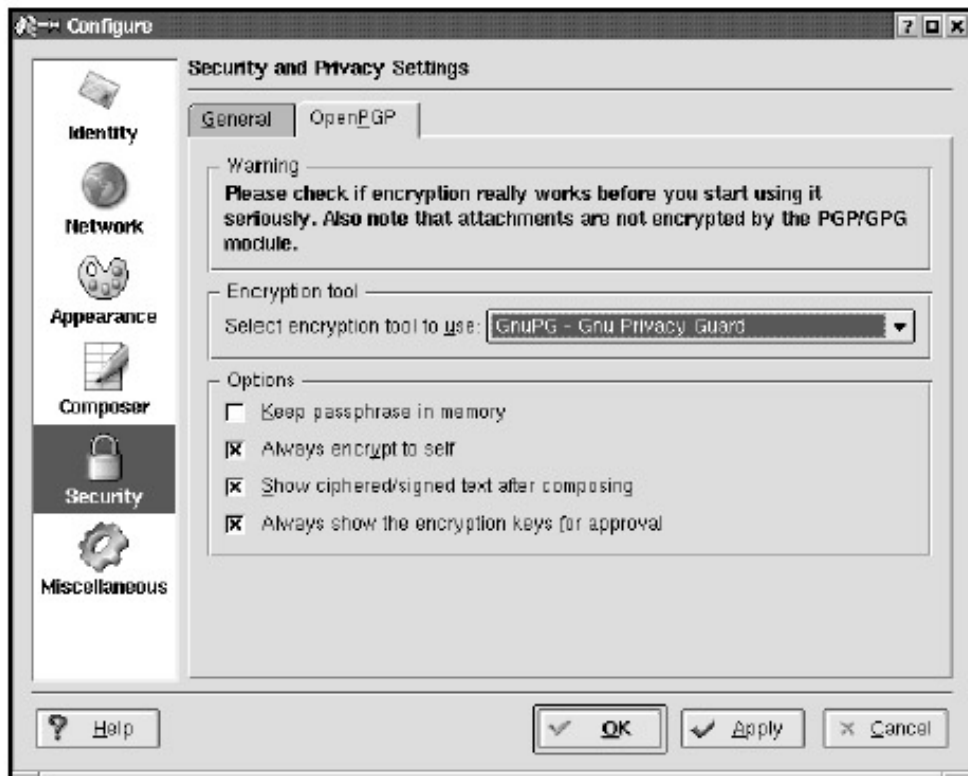 Configure
Identity
Network
Appearance
Composer
Security
Miscellaneous
Security and Privacy Settings
General
OpenPGP
Warning
Please check if encryption really works before you start using it
seriously. Also note that attachments are not encrypted by the PGP/GPG
module.
Encryption tool
Select encryption tool to use: GnuPG - Gnu Privacy Guard
Options
Keep passphrase in memory
Always encrypt to self
Show ciphered/signed text after composing
Always show the encryption keys for approval
Help
OK
Apply
Cancel